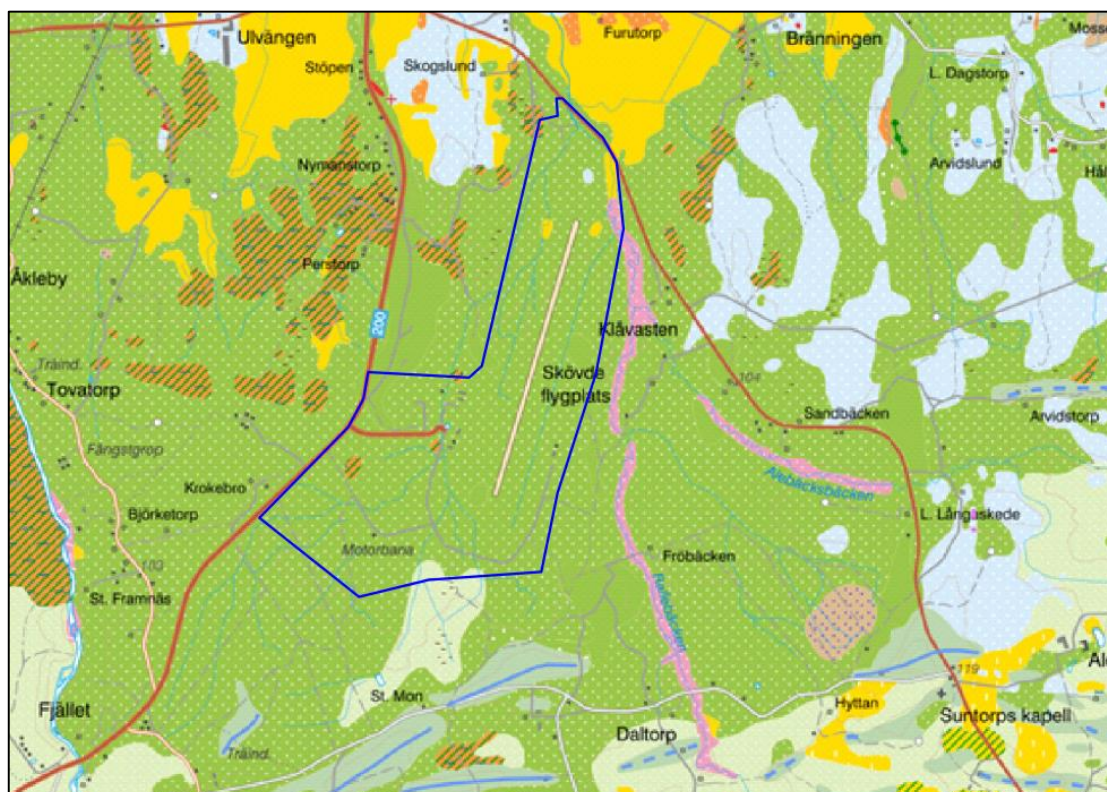 Ulvängen
Stöpen
Skogslund
Furutorp
Bränningen
L. Dagstorp
Arvidslund
Nymanstorp
Perstorp
Åkleby
200
Klåvasten
Träind.
Tovatorp
Skövde
flygplats
104
Sandbäcken
Arvidstorp
Fångstgrop
Krokebro
Alebäcksbäcken
L. Långaskede
Björketorp
Motorbana
Fröbäcken
103
St. Framnäs
St. Mon
119
Fjället
Hyttan
Suntorps kapell
Daltorp
Träind.